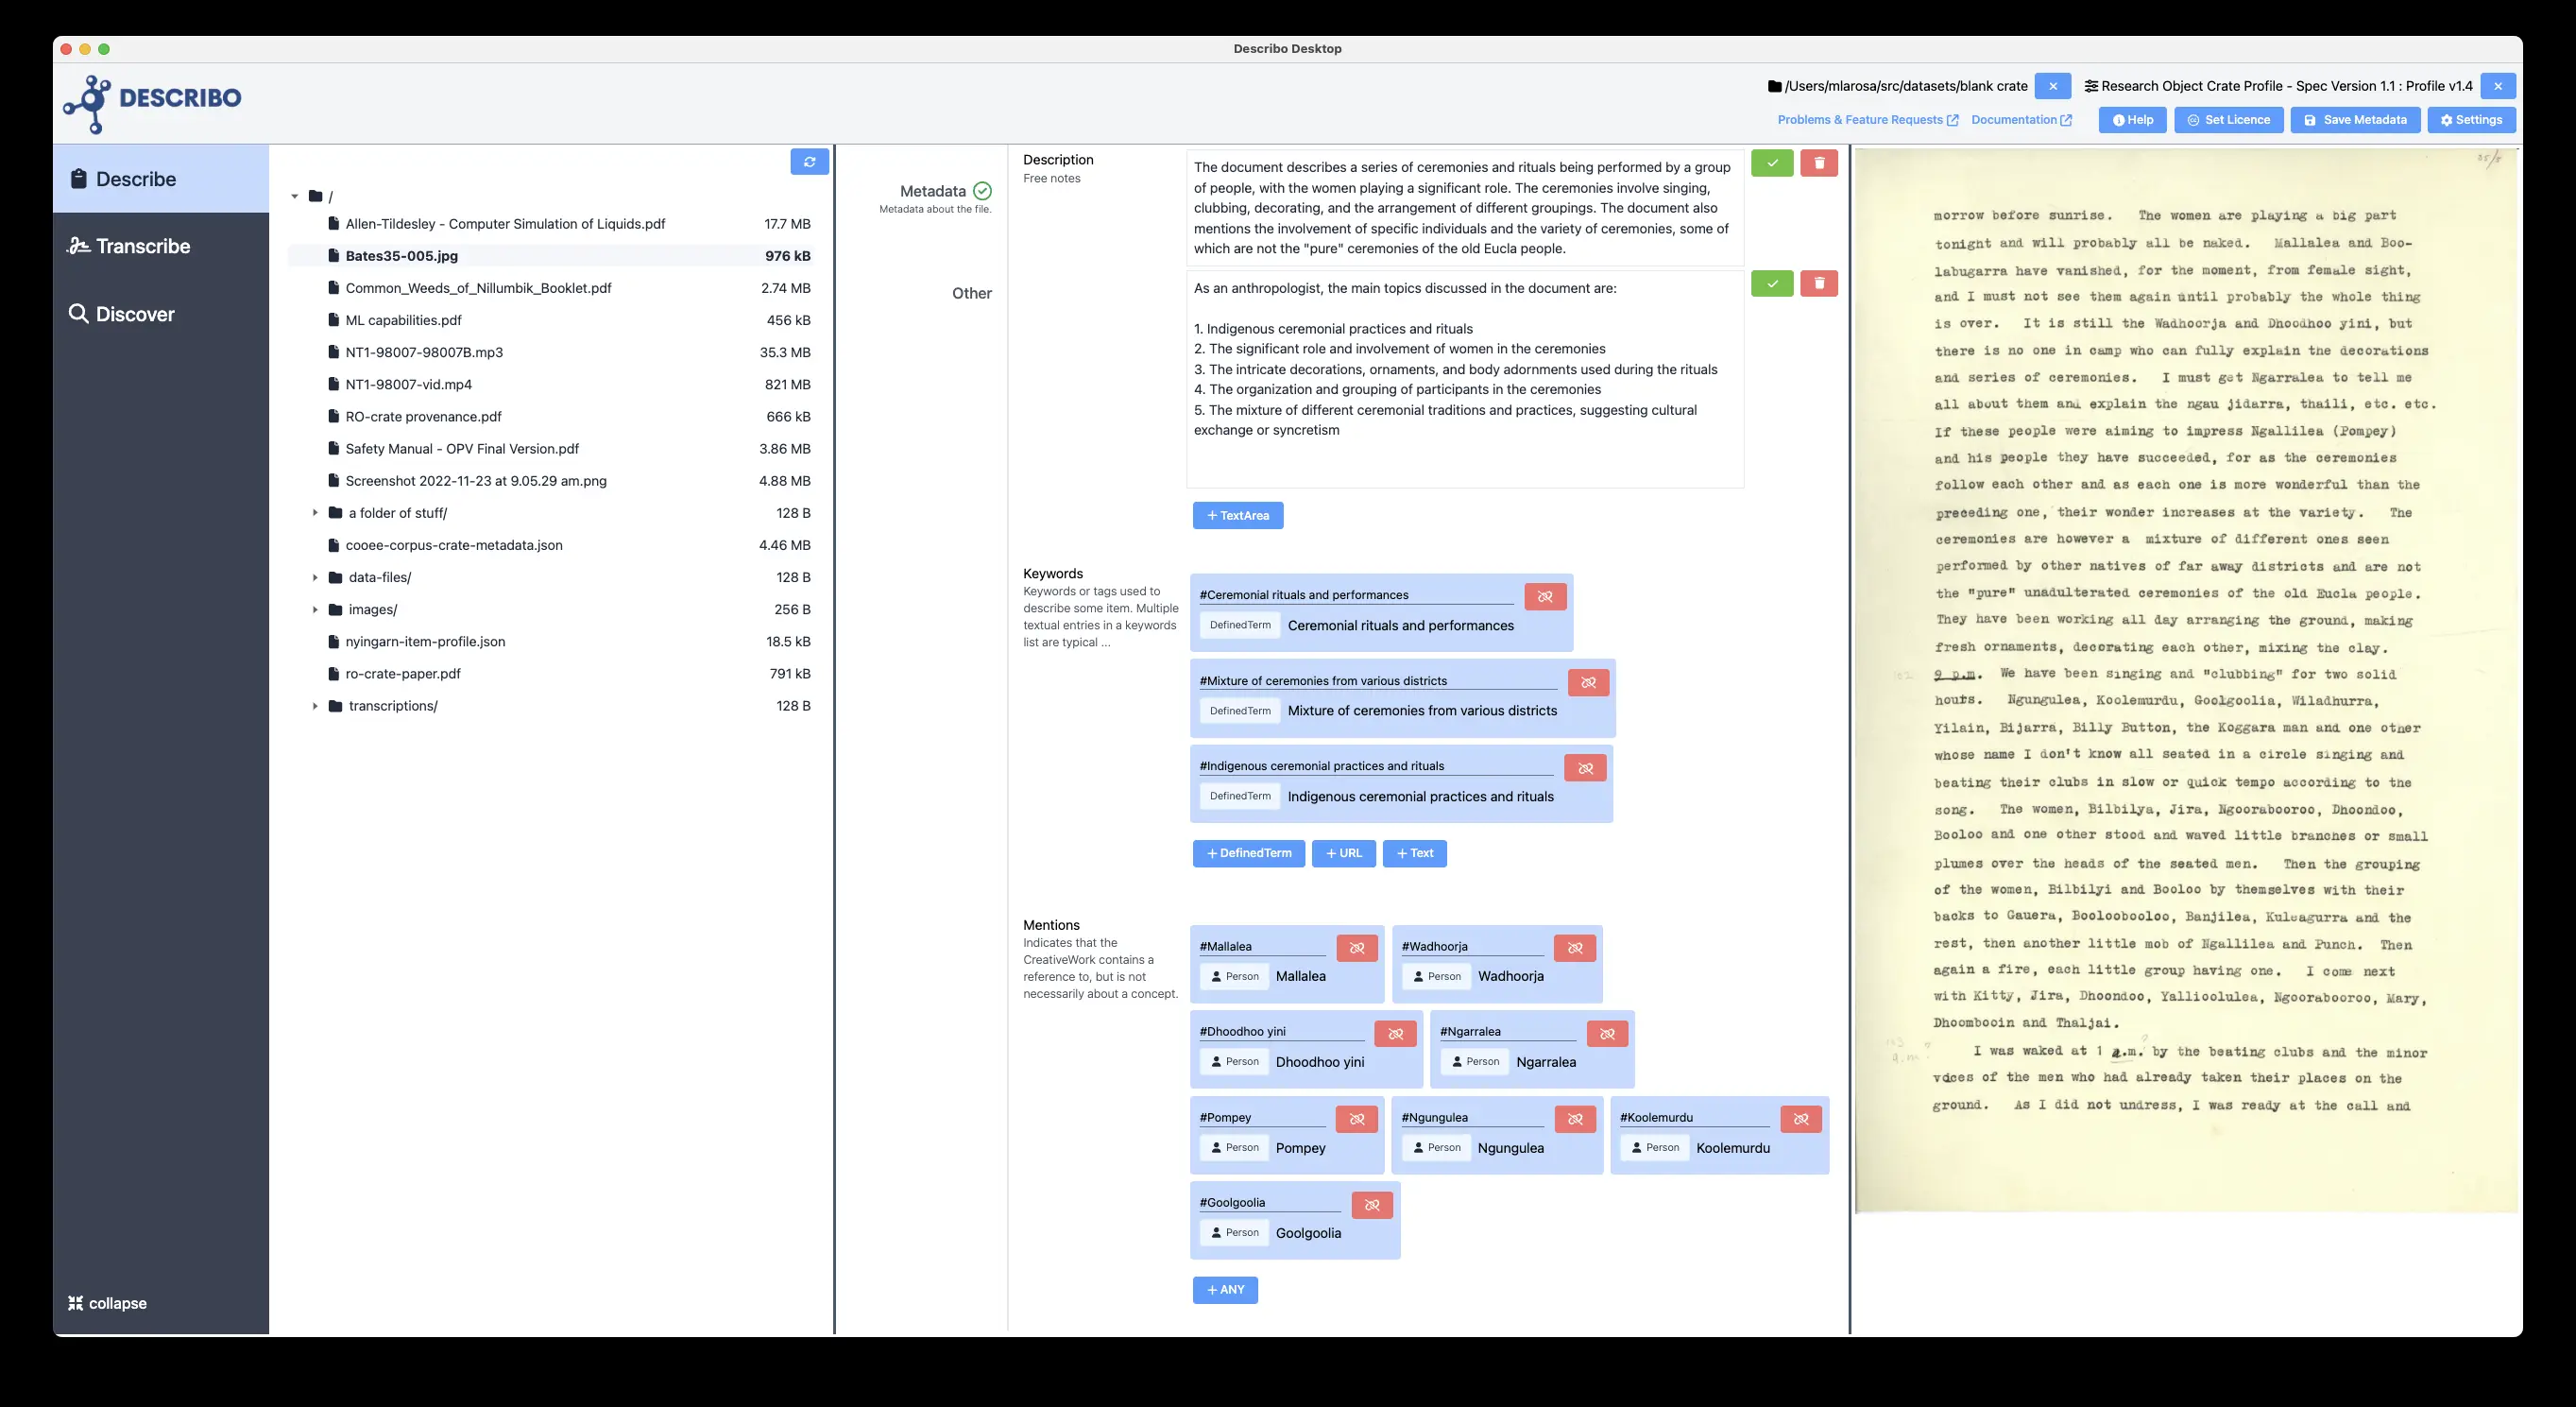 Describo Desktop
DESCRIBO
/Users/mlarosa/src/datasets/blank crate
Research Object Crate Profile - Spec Version 1.1 : Profile v1.4
Problems & Feature Requests
Documentation
Help
Set Licence
Save Metadata
Settings
Describe
Transcribe
Discover
collapse
/
Allen-Tildesley - Computer Simulation of Liquids.pdf 17.7 MB
Bates35-005.jpg 976 kB
Common_Weeds_of_Nillumbik_Booklet.pdf 2.74 MB
ML capabilities.pdf 456 kB
NT1-98007-98007B.mp3 35.3 MB
NT1-98007-vid.mp4 821 MB
RO-crate provenance.pdf 666 kB
Safety Manual - OPV Final Version.pdf 3.86 MB
Screenshot 2022-11-23 at 9.05.29 am.png 4.88 MB
a folder of stuff/ 128 B
cooee-corpus-crate-metadata.json 4.46 MB
data-files/ 128 B
images/ 256 B
nyingarn-item-profile.json 18.5 kB
ro-crate-paper.pdf 791 kB
transcriptions/ 128 B
Metadata
Metadata about the file.
Other
Description
Free notes
The document describes a series of ceremonies and rituals being performed by a group
of people, with the women playing a significant role. The ceremonies involve singing,
clubbing, decorating, and the arrangement of different groupings. The document also
mentions the involvement of specific individuals and the variety of ceremonies, some of
which are not the "pure" ceremonies of the old Eucla people.
As an anthropologist, the main topics discussed in the document are:
1. Indigenous ceremonial practices and rituals
2. The significant role and involvement of women in the ceremonies
3. The intricate decorations, ornaments, and body adornments used during the rituals
4. The organization and grouping of participants in the ceremonies
5. The mixture of different ceremonial traditions and practices, suggesting cultural
exchange or syncretism
+ TextArea
Keywords
Keywords or tags used to
describe some item. Multiple
textual entries in a keywords
list are typical ...
#Ceremonial rituals and performances
DefinedTerm Ceremonial rituals and performances
#Mixture of ceremonies from various districts
DefinedTerm Mixture of ceremonies from various districts
#Indigenous ceremonial practices and rituals
DefinedTerm Indigenous ceremonial practices and rituals
+ DefinedTerm + URL + Text
Mentions
Indicates that the
CreativeWork contains a
reference to, but is not
necessarily about a concept.
#Mallalea
Person Mallalea
#Wadhoorja
Person Wadhoorja
#Dhoodhoo yini
Person Dhoodhoo yini
#Ngarralea
Person Ngarralea
#Pompey
Person Pompey
#Ngungulea
Person Ngungulea
#Koolemurdu
Person Koolemurdu
#Goolgoolia
Person Goolgoolia
+ ANY
35/5
morrow before sunrise. The women are playing a big part
tonight and will probably all be naked. Mallalea and Boo-
labugarra have vanished, for the moment, from female sight,
and I must not see them again until probably the whole thing
is over. It is still the Wadhoorja and Dhoodhoo yini, but
there is no one in camp who can fully explain the decorations
and series of ceremonies. I must get Ngarralea to tell me
all about them and explain the ngau jidarra, thaili, etc. etc.
If these people were aiming to impress Ngallilea (Pompey)
and his people they have succeeded, for as the ceremonies
follow each other and as each one is more wonderful than the
preceding one, their wonder increases at the variety. The
ceremonies are however a mixture of different ones seen
performed by other natives of far away districts and are not
the "pure" unadulterated ceremonies of the old Eucla people.
They have been working all day arranging the ground, making
fresh ornaments, decorating each other, mixing the clay.
9 p.m. We have been singing and "clubbing" for two solid
hours. Ngungulea, Koolemurdu, Goolgoolia, Wiladhurra,
Yilain, Bijarra, Billy Button, the Koggara man and one other
whose name I don't know all seated in a circle singing and
beating their clubs in slow or quick tempo according to the
song. The women, Bilbilya, Jira, Ngoorabooroo, Dhoondoo,
Booloo and one other stood and waved little branches or small
plumes over the heads of the seated men. Then the grouping
of the women, Bilbilyi and Booloo by themselves with their
backs to Gauera, Booloobooloo, Banjilea, Kuleagurra and the
rest, then another little mob of Ngallilea and Punch. Then
again a fire, each little group having one. I come next
with Kitty, Jira, Dhoondoo, Yallioolulea, Ngoorabooroo, Mary,
Dhoombooin and Thaljai.
I was waked at 1 a.m. by the beating clubs and the minor
voices of the men who had already taken their places on the
ground. As I did not undress, I was ready at the call and